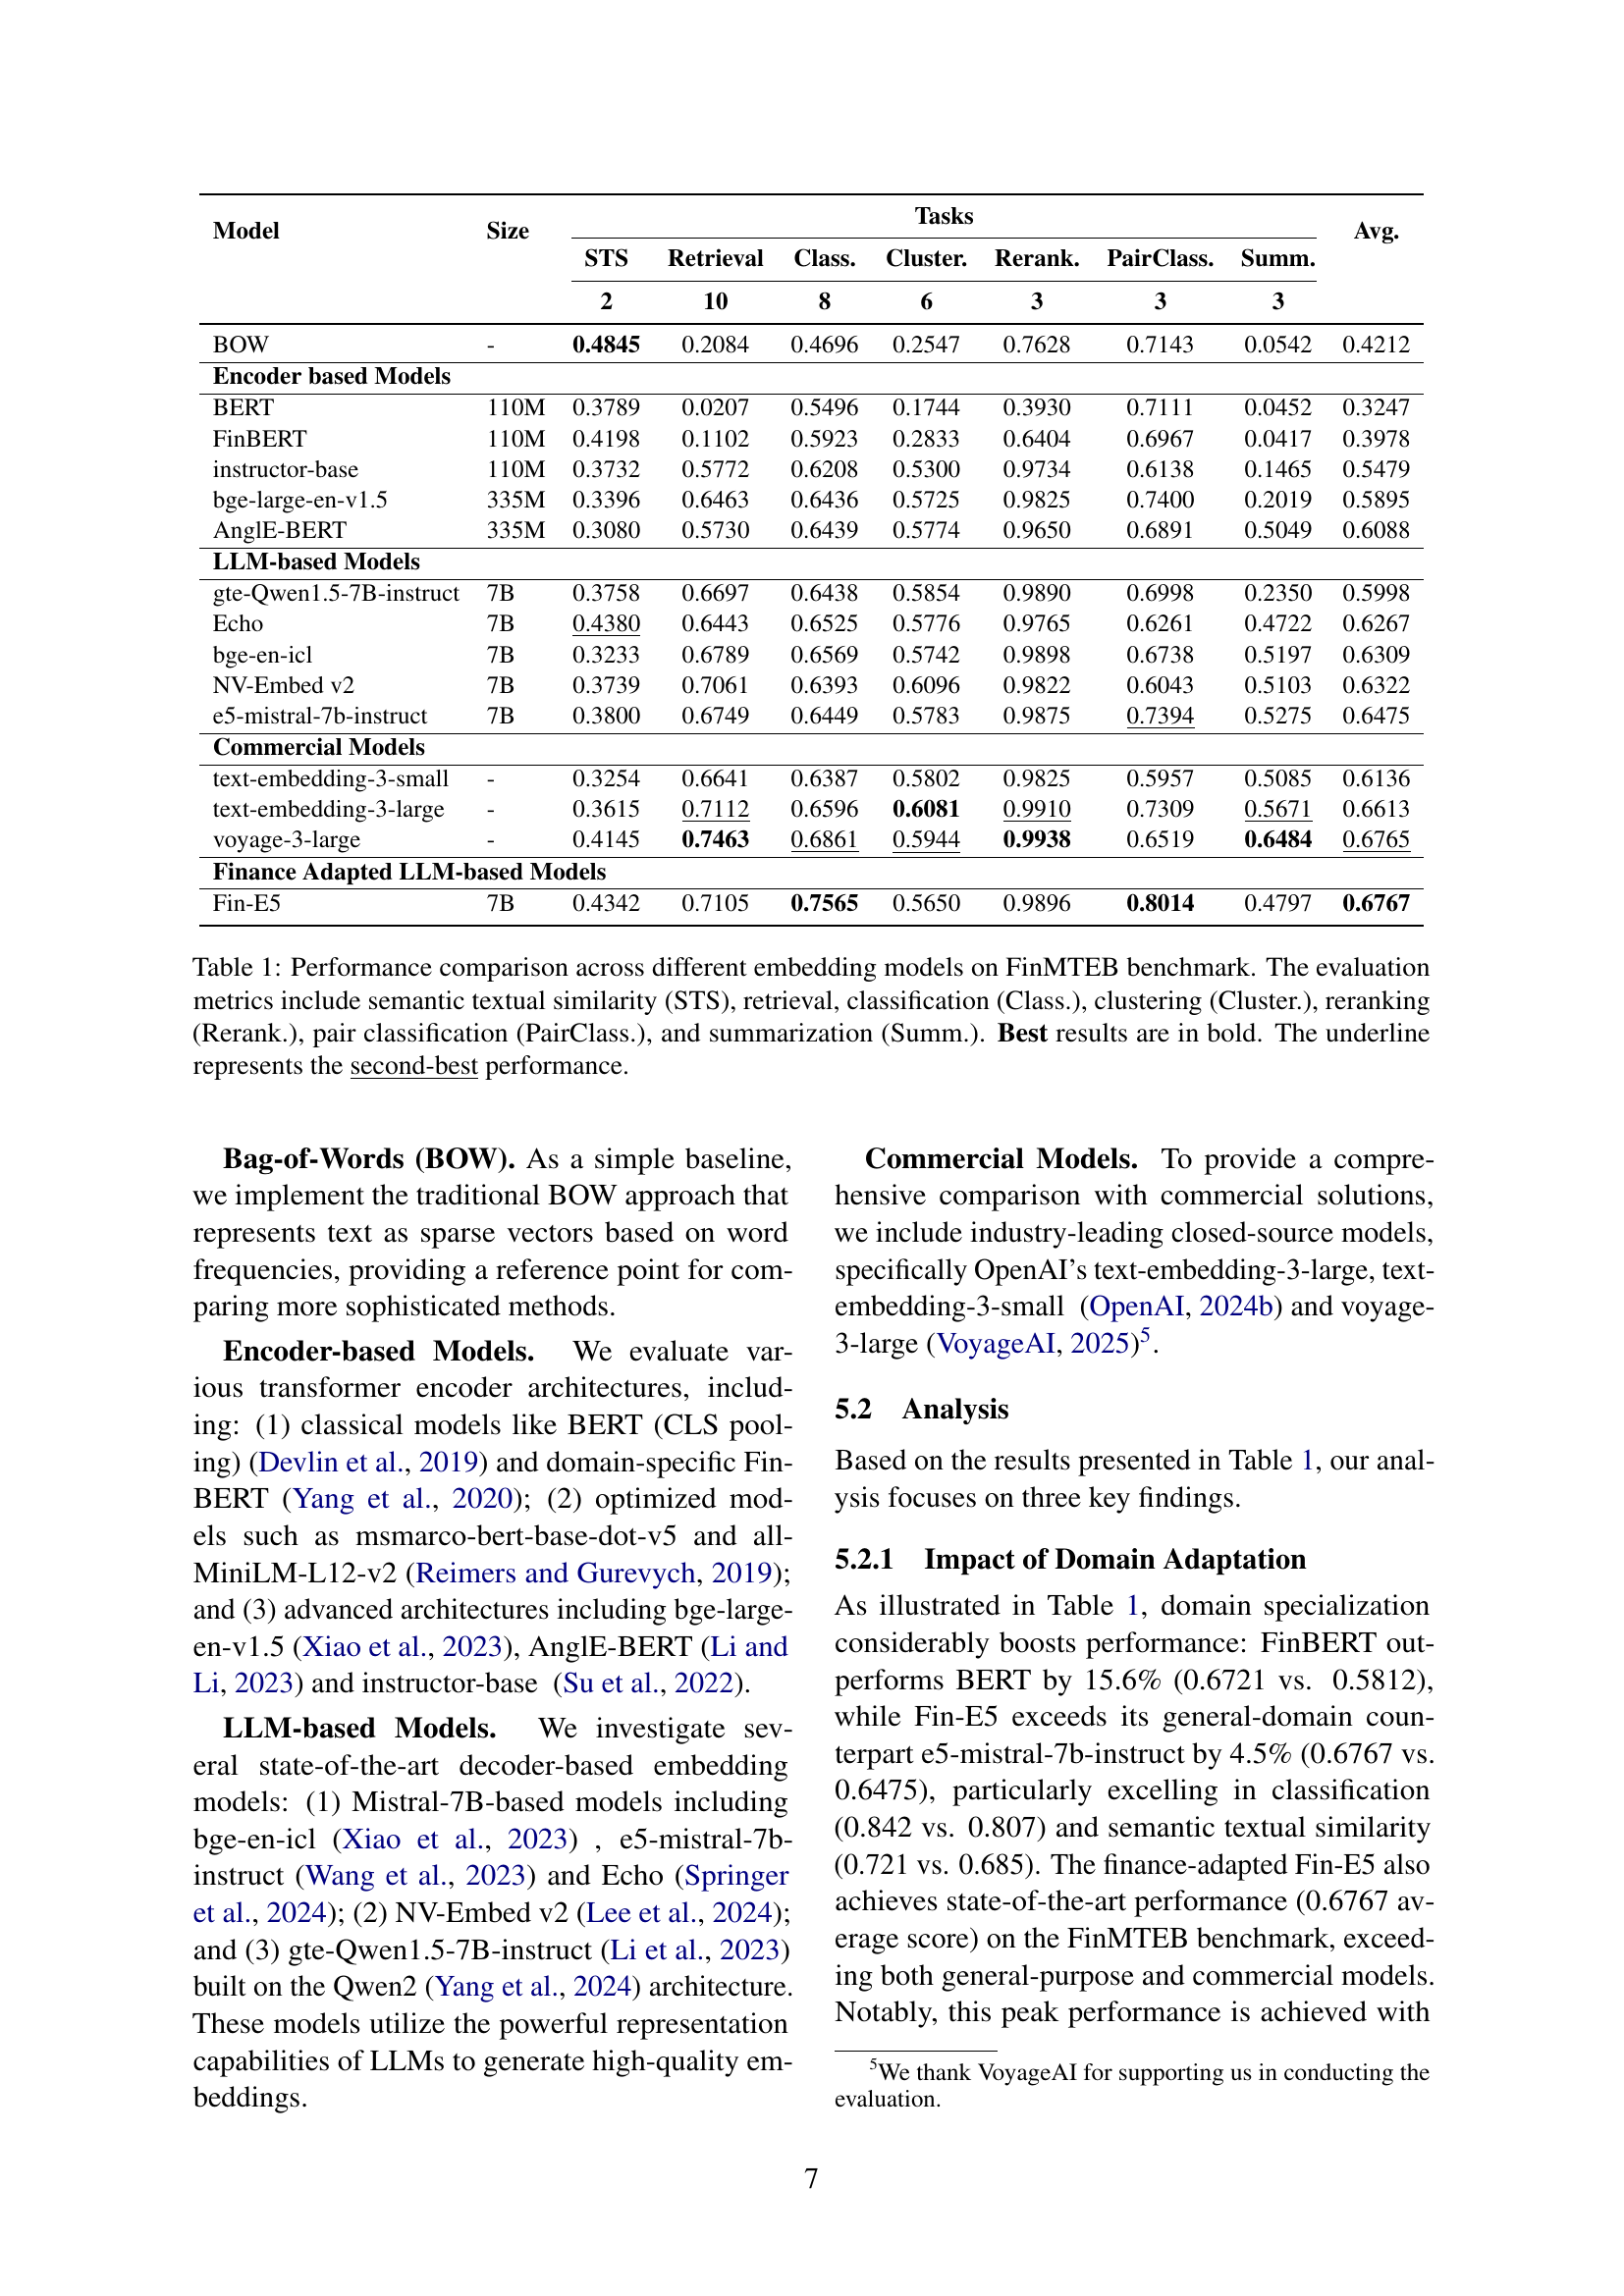 Model Size Tasks Avg.
STS Retrieval Class. Cluster. Rerank. PairClass. Summ.
2 10 8 6 3 3 3
BOW - 0.4845 0.2084 0.4696 0.2547 0.7628 0.7143 0.0542 0.4212
Encoder based Models
BERT 110M 0.3789 0.0207 0.5496 0.1744 0.3930 0.7111 0.0452 0.3247
FinBERT 110M 0.4198 0.1102 0.5923 0.2833 0.6404 0.6967 0.0417 0.3978
instructor-base 110M 0.3732 0.5772 0.6208 0.5300 0.9734 0.6138 0.1465 0.5479
bge-large-en-v1.5 335M 0.3396 0.6463 0.6436 0.5725 0.9825 0.7400 0.2019 0.5895
AnglE-BERT 335M 0.3080 0.5730 0.6439 0.5774 0.9650 0.6891 0.5049 0.6088
LLM-based Models
gte-Qwen1.5-7B-instruct 7B 0.3758 0.6697 0.6438 0.5854 0.9890 0.6998 0.2350 0.5998
Echo 7B 0.4380 0.6443 0.6525 0.5776 0.9765 0.6261 0.4722 0.6267
bge-en-icl 7B 0.3233 0.6789 0.6569 0.5742 0.9898 0.6738 0.5197 0.6309
NV-Embed v2 7B 0.3739 0.7061 0.6393 0.6096 0.9822 0.6043 0.5103 0.6322
e5-mistral-7b-instruct 7B 0.3800 0.6749 0.6449 0.5783 0.9875 0.7394 0.5275 0.6475
Commercial Models
text-embedding-3-small - 0.3254 0.6641 0.6387 0.5802 0.9825 0.5957 0.5085 0.6136
text-embedding-3-large - 0.3615 0.7112 0.6596 0.6081 0.9910 0.7309 0.5671 0.6613
voyage-3-large - 0.4145 0.7463 0.6861 0.5944 0.9938 0.6519 0.6484 0.6765
Finance Adapted LLM-based Models
Fin-E5 7B 0.4342 0.7105 0.7565 0.5650 0.9896 0.8014 0.4797 0.6767
Table 1: Performance comparison across different embedding models on FinMTEB benchmark. The evaluation
metrics include semantic textual similarity (STS), retrieval, classification (Class.), clustering (Cluster.), reranking
(Rerank.), pair classification (PairClass.), and summarization (Summ.). Best results are in bold. The underline
represents the second-best performance.
Bag-of-Words (BOW). As a simple baseline,
we implement the traditional BOW approach that
represents text as sparse vectors based on word
frequencies, providing a reference point for com-
paring more sophisticated methods.
Encoder-based Models. We evaluate var-
ious transformer encoder architectures, includ-
ing: (1) classical models like BERT (CLS pool-
ing) (Devlin et al., 2019) and domain-specific Fin-
BERT (Yang et al., 2020); (2) optimized mod-
els such as msmarco-bert-base-dot-v5 and all-
MiniLM-L12-v2 (Reimers and Gurevych, 2019);
and (3) advanced architectures including bge-large-
en-v1.5 (Xiao et al., 2023), AnglE-BERT (Li and
Li, 2023) and instructor-base (Su et al., 2022).
LLM-based Models. We investigate sev-
eral state-of-the-art decoder-based embedding
models: (1) Mistral-7B-based models including
bge-en-icl (Xiao et al., 2023) , e5-mistral-7b-
instruct (Wang et al., 2023) and Echo (Springer
et al., 2024); (2) NV-Embed v2 (Lee et al., 2024);
and (3) gte-Qwen1.5-7B-instruct (Li et al., 2023)
built on the Qwen2 (Yang et al., 2024) architecture.
These models utilize the powerful representation
capabilities of LLMs to generate high-quality em-
beddings.
Commercial Models. To provide a compre-
hensive comparison with commercial solutions,
we include industry-leading closed-source models,
specifically OpenAI's text-embedding-3-large, text-
embedding-3-small (OpenAI, 2024b) and voyage-
3-large (VoyageAI, 2025)5.
5.2 Analysis
Based on the results presented in Table 1, our anal-
ysis focuses on three key findings.
5.2.1 Impact of Domain Adaptation
As illustrated in Table 1, domain specialization
considerably boosts performance: FinBERT out-
performs BERT by 15.6% (0.6721 vs. 0.5812),
while Fin-E5 exceeds its general-domain coun-
terpart e5-mistral-7b-instruct by 4.5% (0.6767 vs.
0.6475), particularly excelling in classification
(0.842 vs. 0.807) and semantic textual similarity
(0.721 vs. 0.685). The finance-adapted Fin-E5 also
achieves state-of-the-art performance (0.6767 av-
erage score) on the FinMTEB benchmark, exceed-
ing both general-purpose and commercial models.
Notably, this peak performance is achieved with
5We thank VoyageAI for supporting us in conducting the
evaluation.
7